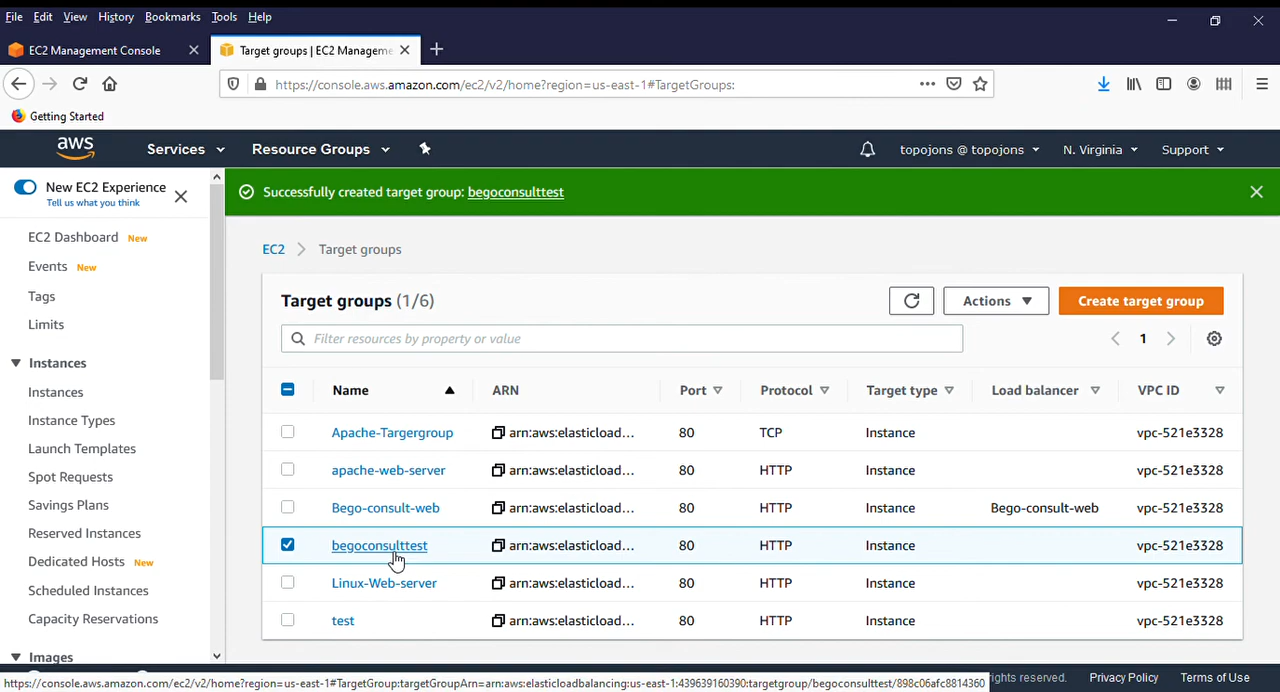 File Edit View History Bookmarks Tools Help
EC2 Management Console
Target groups | EC2 Manageme
https://console.aws.amazon.com/ec2/v2/home?region=us-east-1#TargetGroups:
Getting Started
aws Services Resource Groups topojons @ topojons N. Virginia Support
New EC2 Experience
Tell us what you think
Successfully created target group: begoconsulttest
EC2 Dashboard New
Events New
Tags
Limits
Instances
Instances
Instance Types
Launch Templates
Spot Requests
Savings Plans
Reserved Instances
Dedicated Hosts New
Scheduled Instances
Capacity Reservations
Images
EC2 > Target groups
Target groups (1/6) Actions Create target group
Filter resources by property or value 1
Name ARN Port Protocol Target type Load balancer VPC ID
Apache-Targergroup arn:aws:elasticload... 80 TCP Instance vpc-521e3328
apache-web-server arn:aws:elasticload... 80 HTTP Instance vpc-521e3328
Bego-consult-web arn:aws:elasticload... 80 HTTP Instance Bego-consult-web vpc-521e3328
begoconsulttest arn:aws:elasticload... 80 HTTP Instance vpc-521e3328
Linux-Web-server arn:aws:elasticload... 80 HTTP Instance vpc-521e3328
test arn:aws:elasticload... 80 HTTP Instance vpc-521e3328
https://console.aws.amazon.com/ec2/v2/home?region=us-east-1#TargetGroup:targetGroupArn=arn:aws:elasticloadbalancing:us-east-1:439639160390:targetgroup/begoconsulttest/898c06afc8814360
rights reserved. Privacy Policy Terms of Use